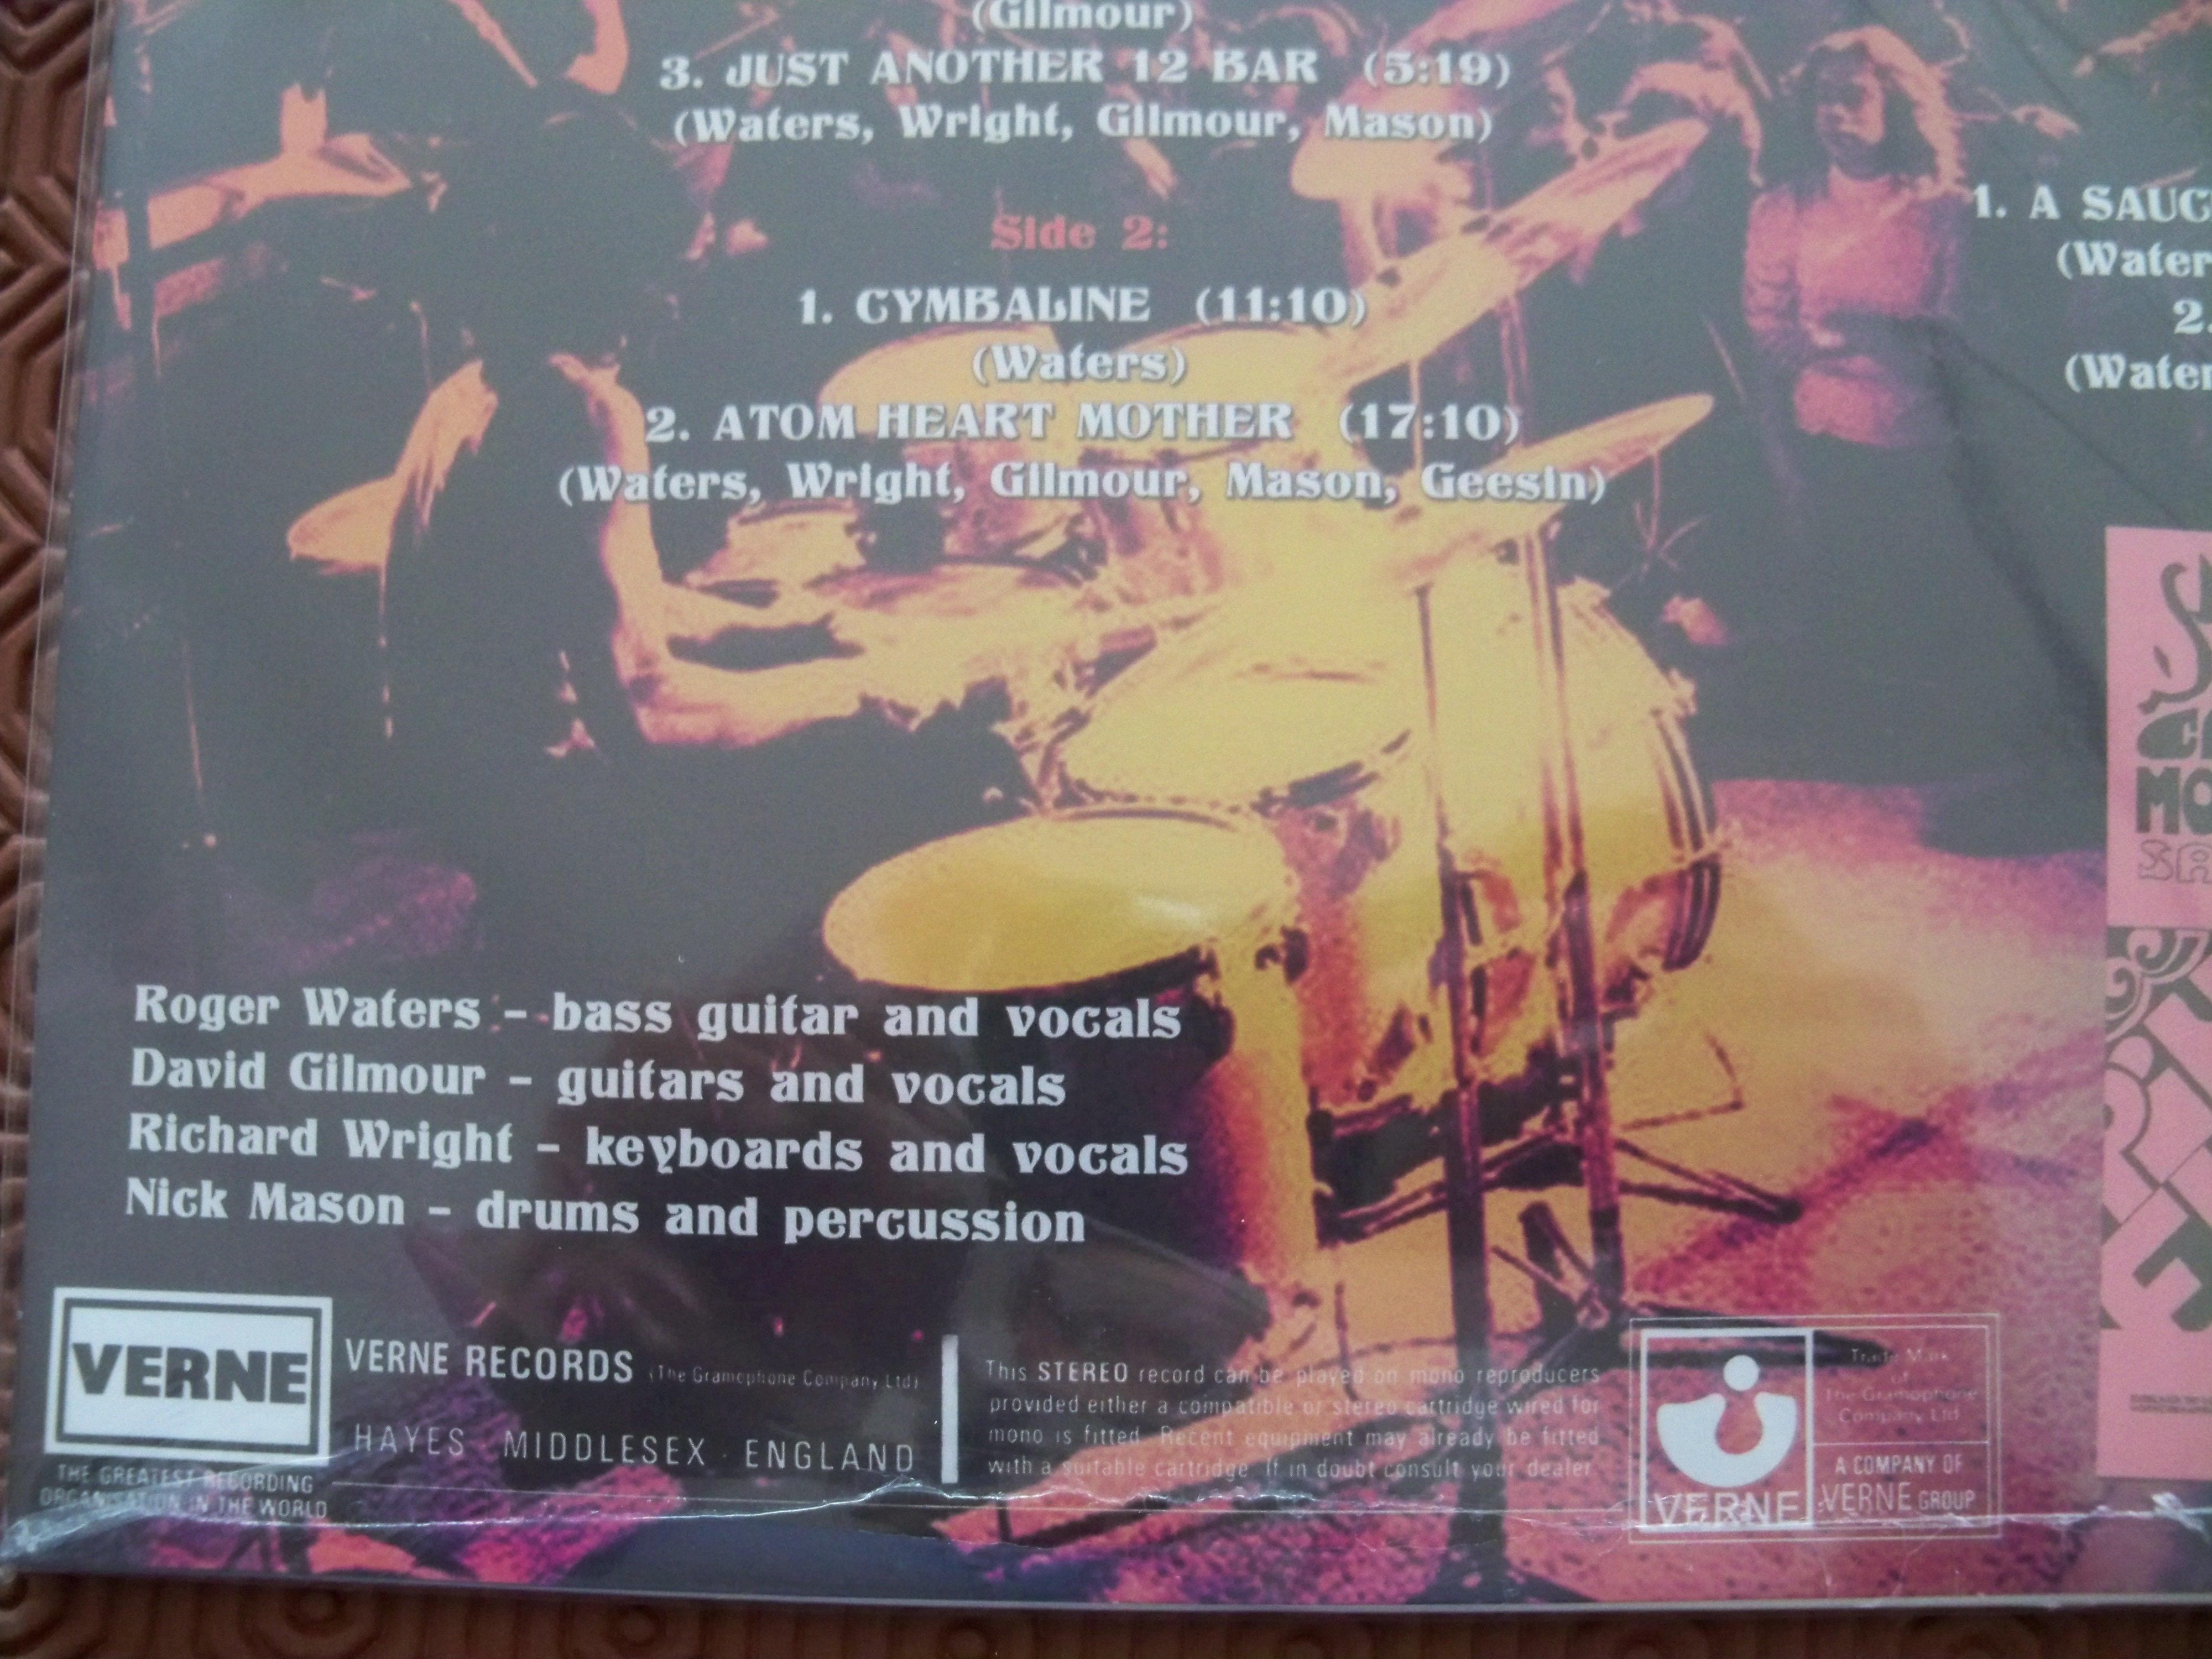 (Gilmour)
3. JUST ANOTHER 12 BAR (5:19)
(Waters, Wright, Gilmour, Mason)
Side 2:
1. CYMBALINE (11:10)
(Waters)
2. ATOM HEART MOTHER (17:10)
(Waters, Wright, Gilmour, Mason, Geesin)
1. A SAUC
(Water
2.
(Water
Roger Waters - bass guitar and vocals
David Gilmour - guitars and vocals
Richard Wright - keyboards and vocals
Nick Mason - drums and percussion
VERNE
THE GREATEST RECORDING
ORGANISATION IN THE WORLD
VERNE RECORDS (The Gramophone Company Ltd)
HAYES · MIDDLESEX · ENGLAND
This STEREO record can be played on mono reproducers
provided either a compatible or stereo cartridge wired for
mono is fitted. Recent equipment may already be fitted
with a suitable cartridge. If in doubt consult your dealer.
VERNE
Trade Mark
of
The Gramophone
Company Ltd
A COMPANY OF
VERNE GROUP
MO
SA